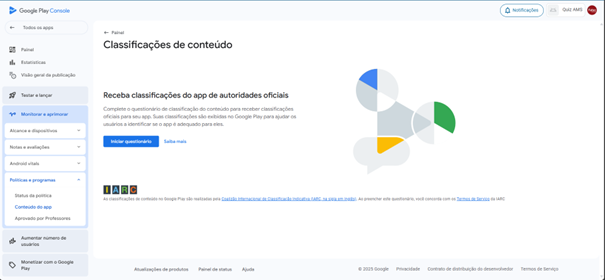 Google Play Console
Notificações
Quiz AMS
← Todos os apps
Painel
Estatísticas
Visão geral da publicação
Testar e lançar
Monitorar e aprimorar
Alcance e dispositivos
Notas e avaliações
Android vitals
Políticas e programas
Status da política
Conteúdo do app
Aprovado por Professores
Aumentar número de
usuários
Monetizar com o Google
Play
← Painel
Classificações de conteúdo
Receba classificações do app de autoridades oficiais
Complete o questionário de classificação do conteúdo para receber classificações
oficiais para seu app. Suas classificações são exibidas no Google Play para ajudar os
usuários a identificar se o app é adequado para eles.
Iniciar questionário
Saiba mais
IARC
As classificações de conteúdo no Google Play são realizadas pela Coalizão Internacional de Classificação Indicativa (IARC, na sigla em inglês). Ao preencher este questionário, você concorda com os Termos de Serviço da IARC
Atualizações de produtos
Painel de status
Ajuda
© 2025 Google
Privacidade
Contrato de distribuição do desenvolvedor
Termos de Serviço